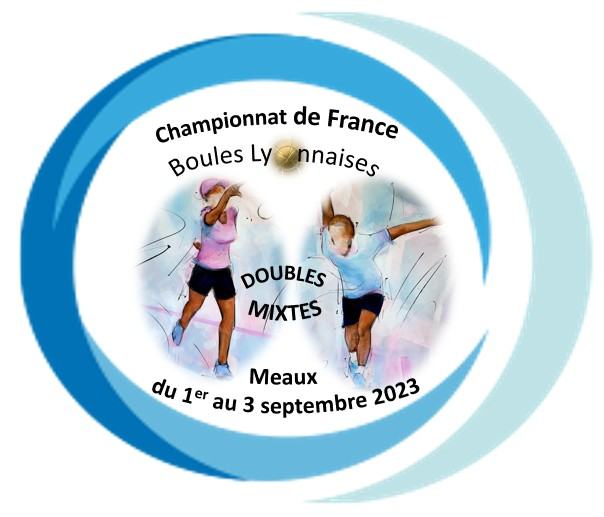 Championnat de France
Boules Lyonnaises
DOUBLES
MIXTES
Meaux
du 1er au 3 septembre 2023